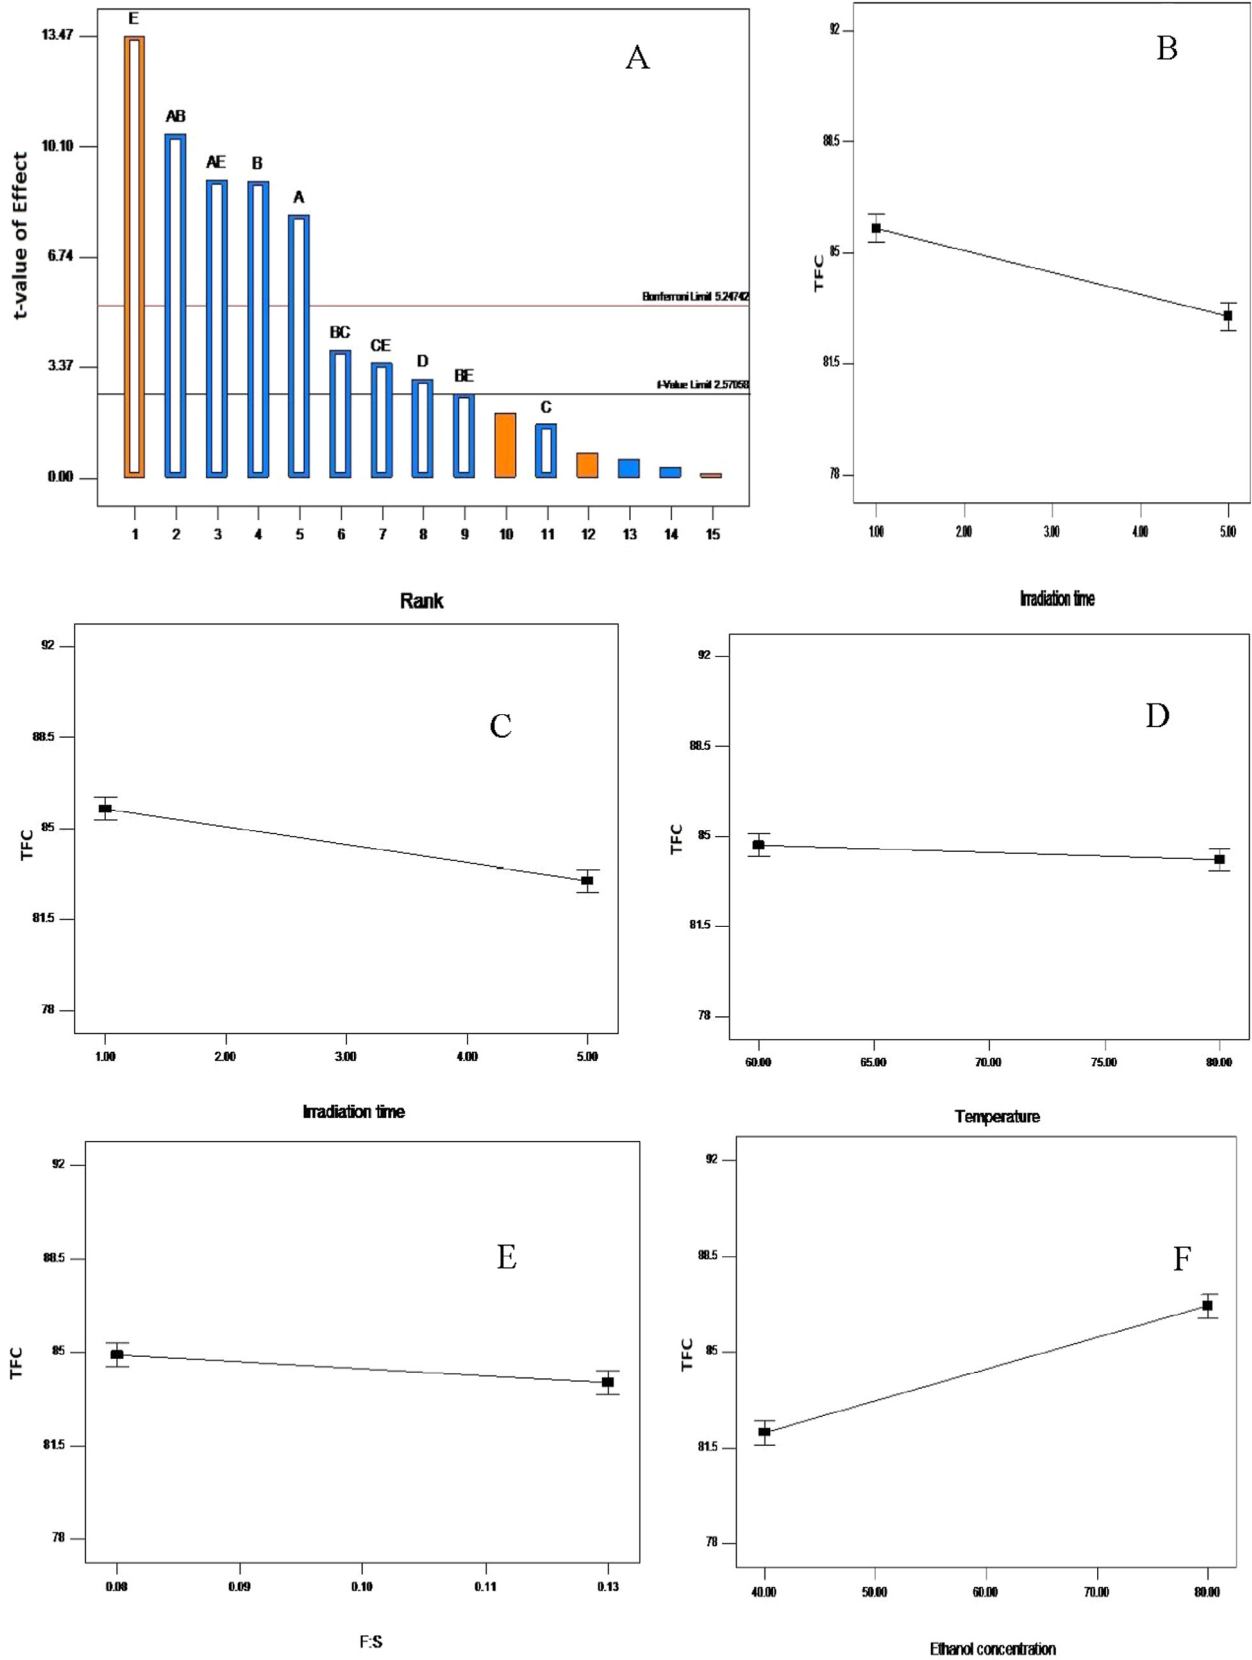 A
E
13.47
AB
10.10
AE
B
A
6.74
Bonferroni Limit 5.24742
BC
CE
D
3.37
BE
t-Value Limit 2.57058
C
0.00
t-value of Effect
1 2 3 4 5 6 7 8 9 10 11 12 13 14 15
Rank
B
92
88.5
85
81.5
78
TFC
1.00 2.00 3.00 4.00 5.00
Irradiation time
C
92
88.5
85
81.5
78
TFC
1.00 2.00 3.00 4.00 5.00
Irradiation time
D
92
88.5
85
81.5
78
TFC
60.00 65.00 70.00 75.00 80.00
Temperature
E
92
88.5
85
81.5
78
TFC
0.08 0.09 0.10 0.11 0.13
F:S
F
92
88.5
85
81.5
78
TFC
40.00 50.00 60.00 70.00 80.00
Ethanol concentration